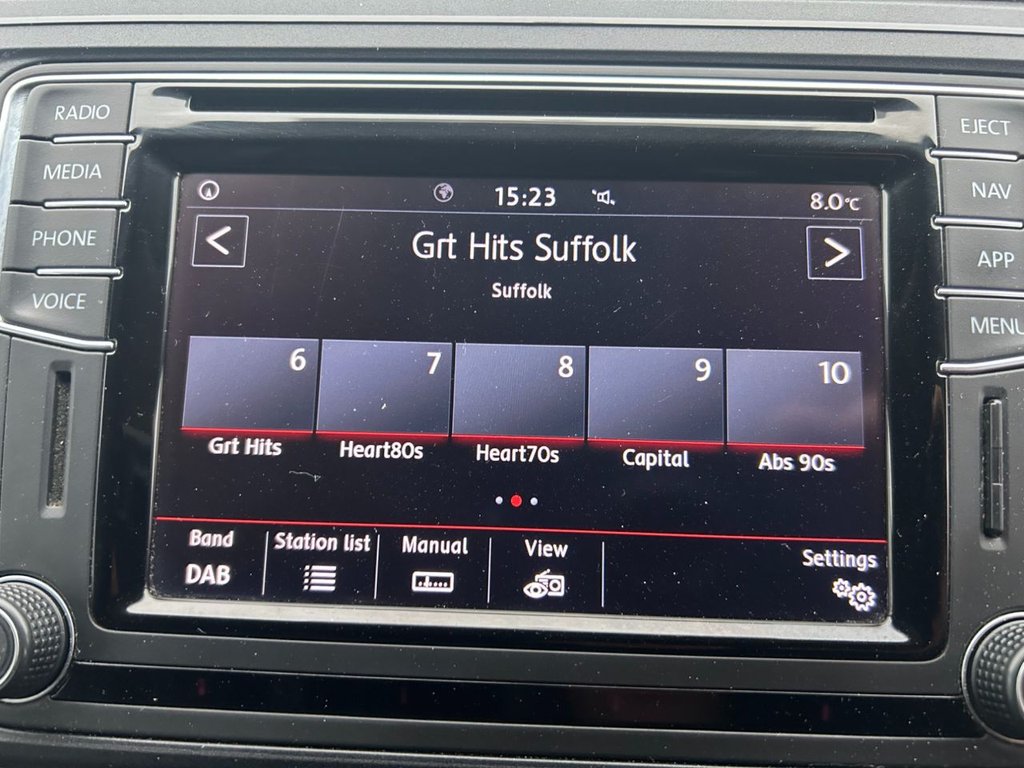 RADIO
MEDIA
PHONE
VOICE
EJECT
NAV
APP
MENU
15:23
8.0°C
<
Grt Hits Suffolk
>
Suffolk
6
7
8
9
10
Grt Hits
Heart80s
Heart70s
Capital
Abs 90s
Band
DAB
Station list
Manual
View
Settings